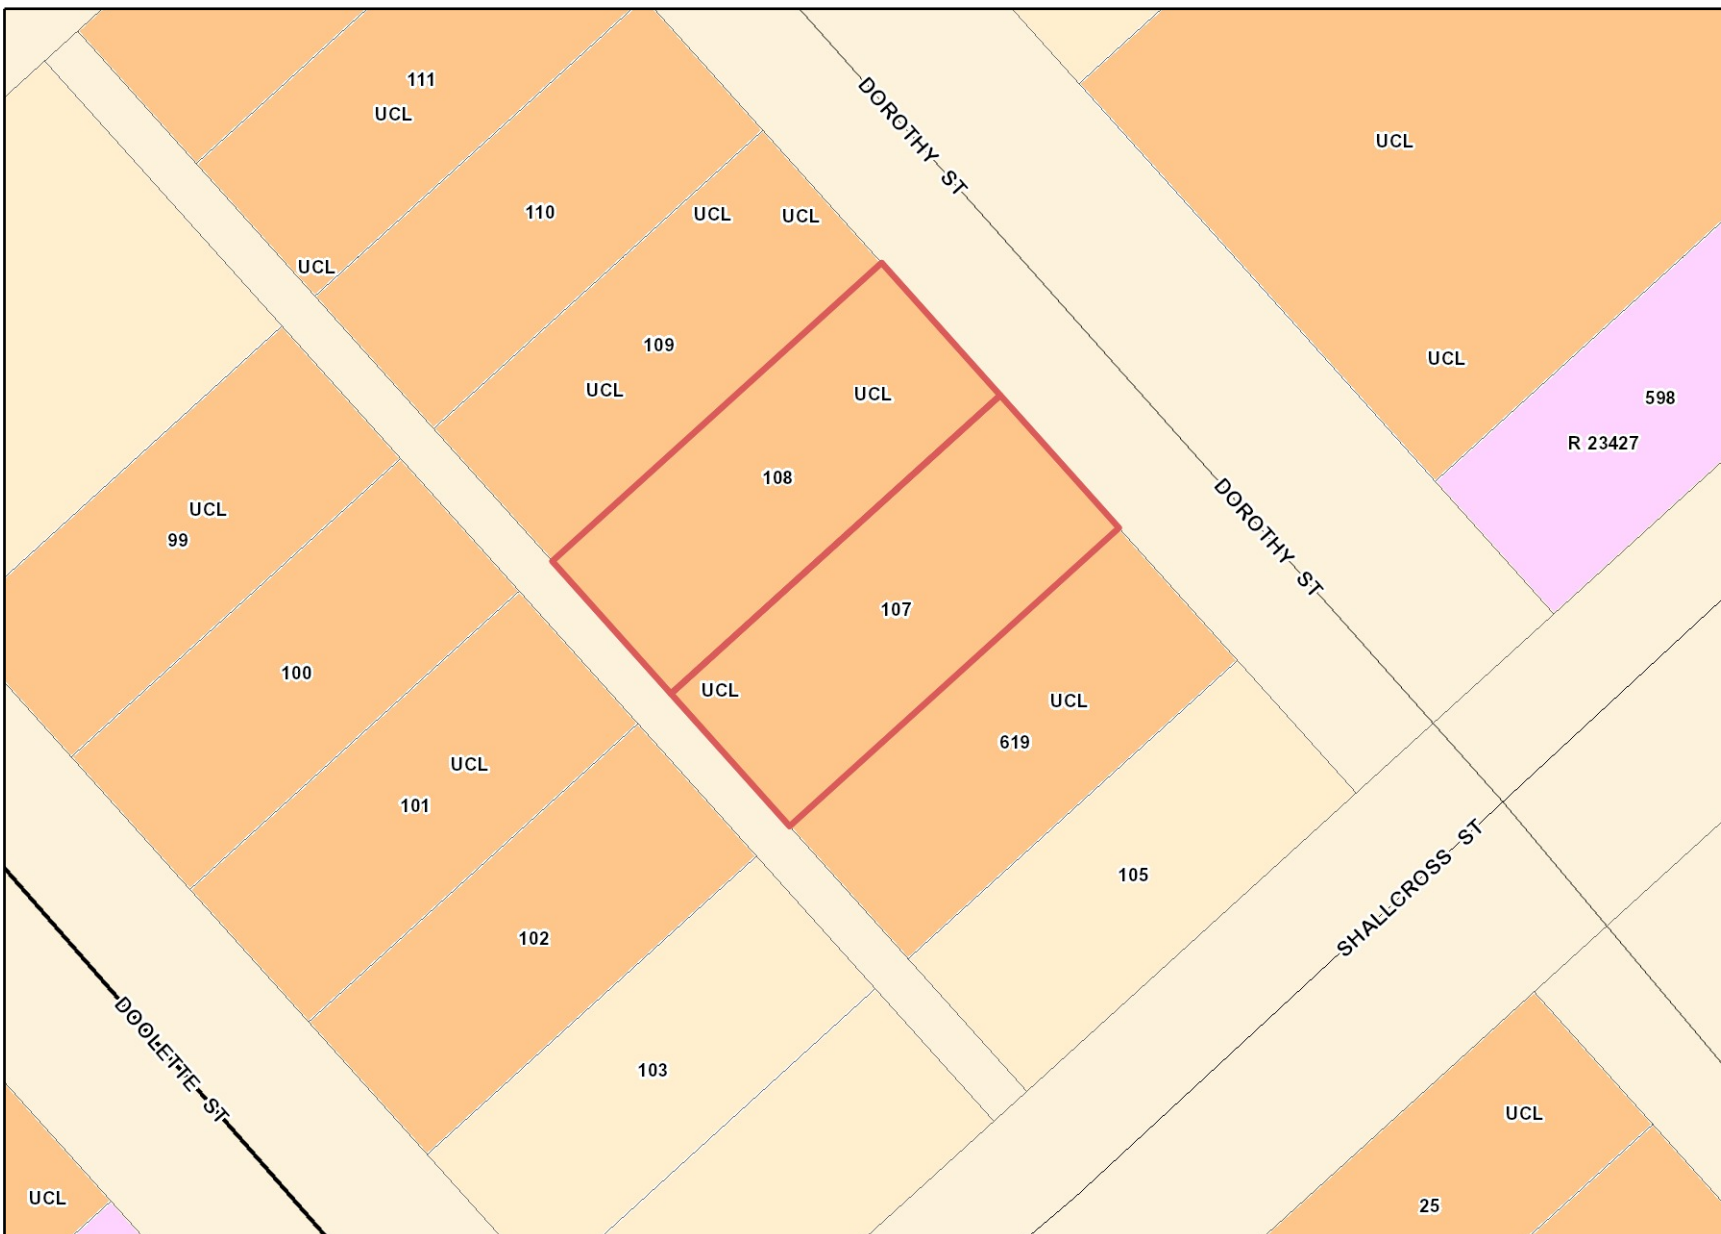 111
UCL
DOROTHY ST
UCL
110
UCL
UCL
UCL
109
UCL
UCL
UCL
598
R 23427
108
UCL
99
DOROTHY ST
107
100
UCL
UCL
619
UCL
101
105
SHALLCROSS ST
102
DOOLETTE ST
103
UCL
UCL
25